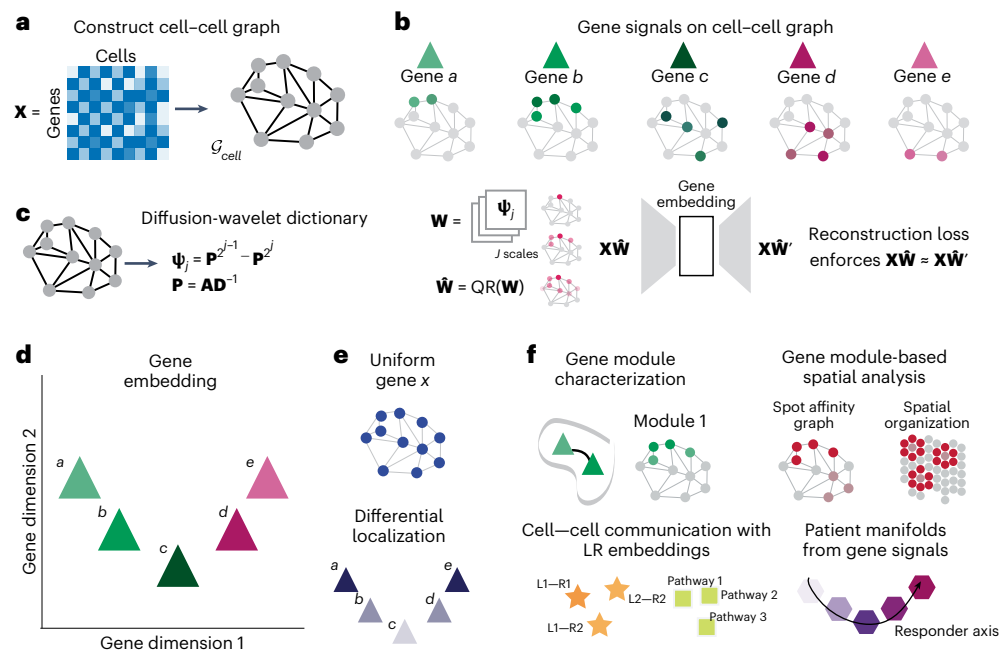 a
Construct cell–cell graph
Cells
X =
Genes
𝒢cell
b
Gene signals on cell–cell graph
Gene a
Gene b
Gene c
Gene d
Gene e
c
Diffusion-wavelet dictionary
ψj = P^2^j−1 − P^2^j
P = AD^−1
W =
ψj
J scales
Ŵ = QR(W)
XŴ
Gene
embedding
XŴ′
Reconstruction loss
enforces XŴ ≈ XŴ′
d
Gene
embedding
Gene dimension 2
a
b
c
d
e
Gene dimension 1
e
Uniform
gene x
Differential
localization
a
b
c
d
e
f
Gene module
characterization
Module 1
Gene module-based
spatial analysis
Spot affinity
graph
Spatial
organization
Cell—cell communication with
LR embeddings
L1—R1
L2—R2
L1—R2
Pathway 1
Pathway 2
Pathway 3
Patient manifolds
from gene signals
Responder axis